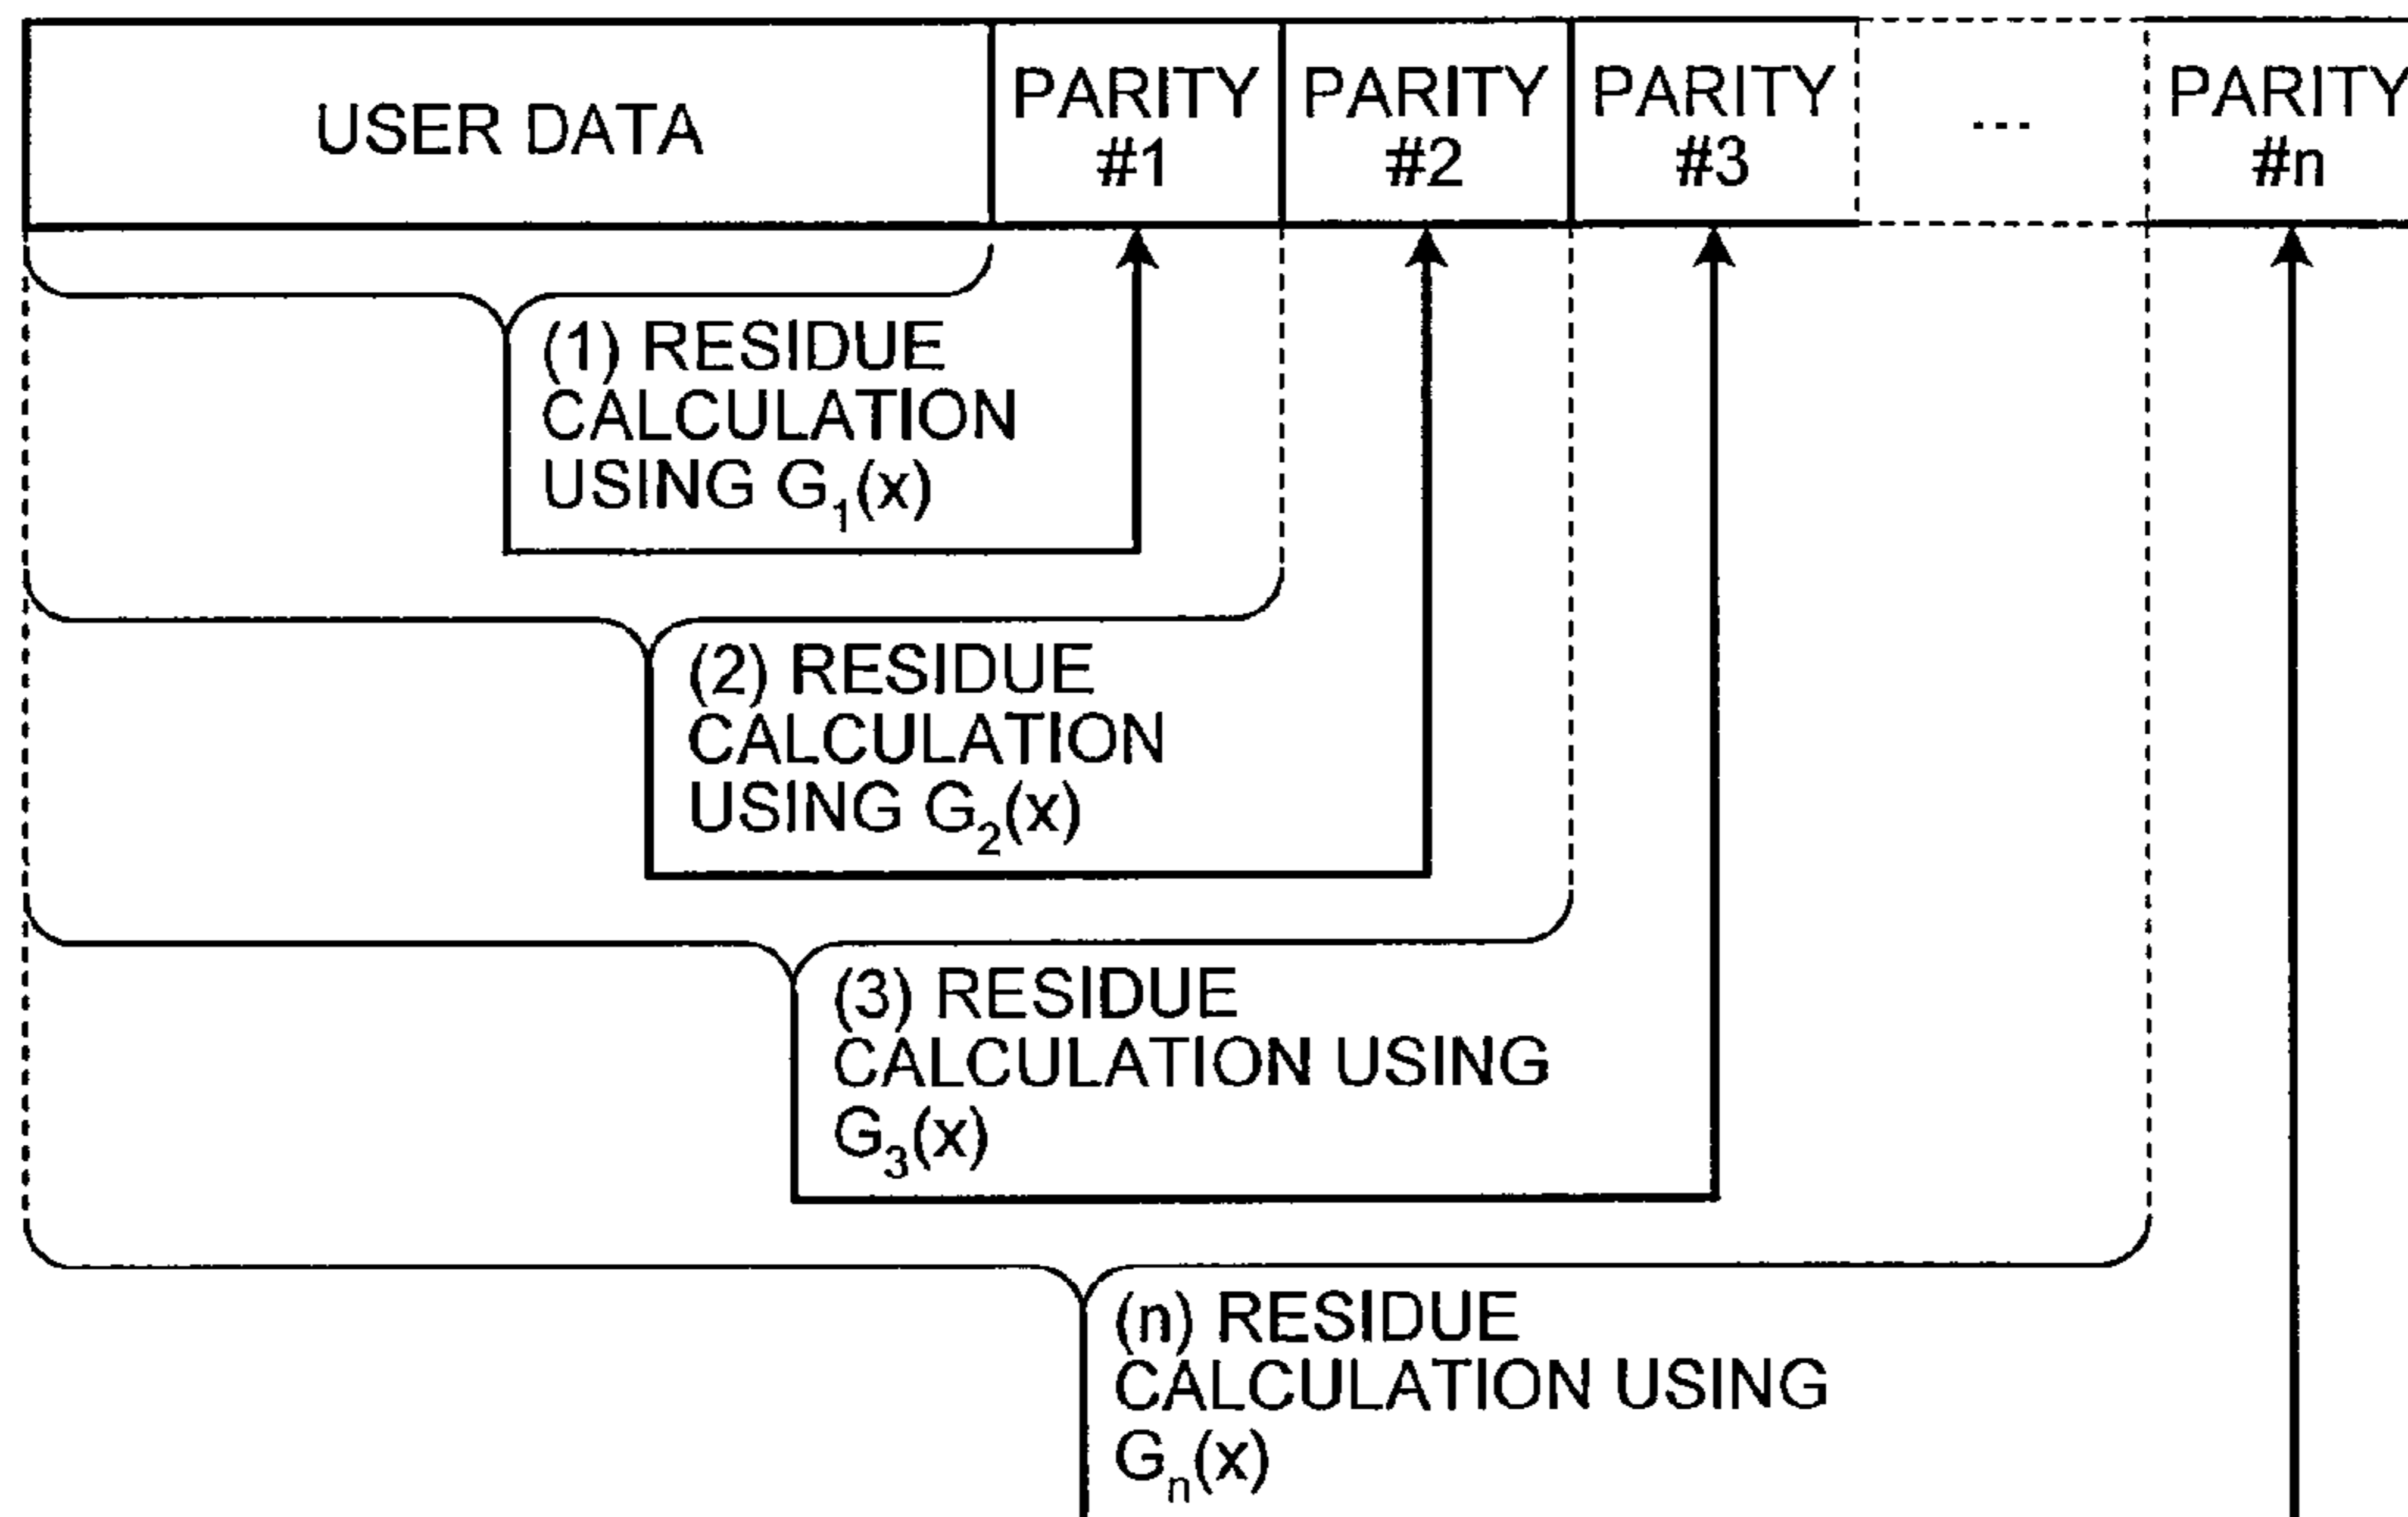 USER DATA
PARITY
#1
PARITY
#2
PARITY
#3
...
PARITY
#n
(1) RESIDUE
CALCULATION
USING G₁(x)
(2) RESIDUE
CALCULATION
USING G₂(x)
(3) RESIDUE
CALCULATION USING
G₃(x)
(n) RESIDUE
CALCULATION USING
Gₙ(x)